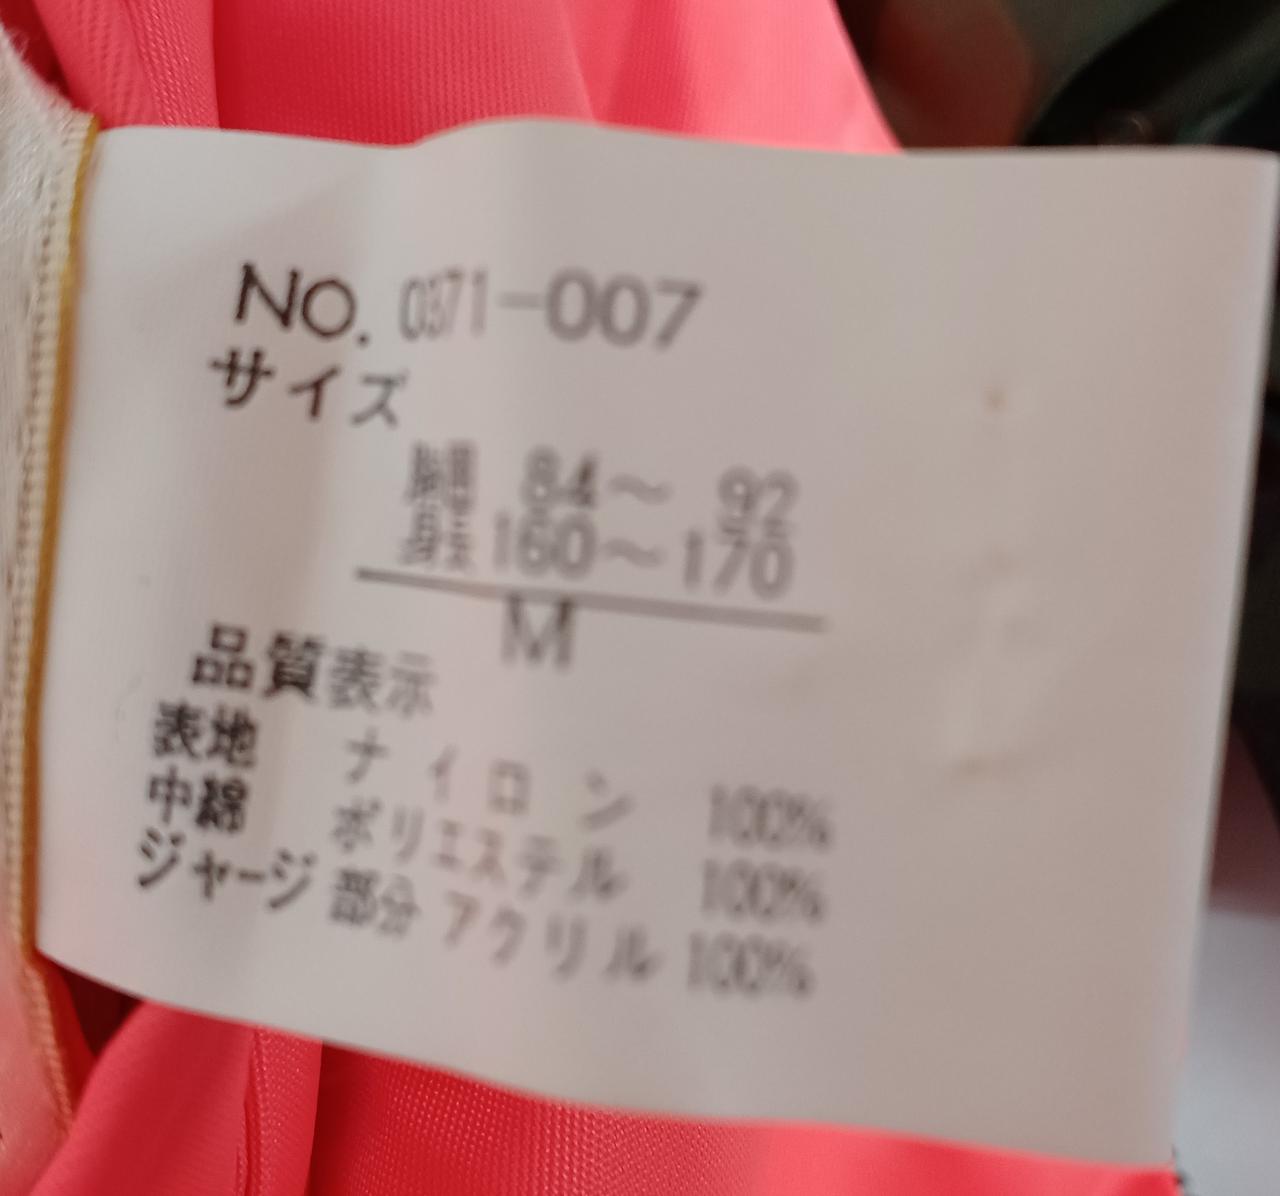 NO. 0371-007
サイズ
胸囲 84～ 92
身長 160～170
M
品質表示
表地 ナイロン 100%
中綿 ポリエステル 100%
ジャージ部分 アクリル 100%